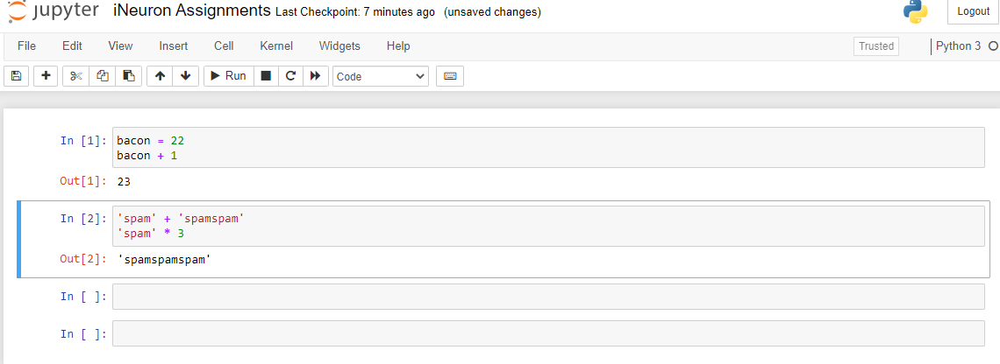 jupyter iNeuron Assignments Last Checkpoint: 7 minutes ago (unsaved changes) Logout
File Edit View Insert Cell Kernel Widgets Help Trusted Python 3
Run Code
In [1]: bacon = 22
bacon + 1
Out[1]: 23
In [2]: 'spam' + 'spamspam'
'spam' * 3
Out[2]: 'spamspamspam'
In [ ]:
In [ ]: